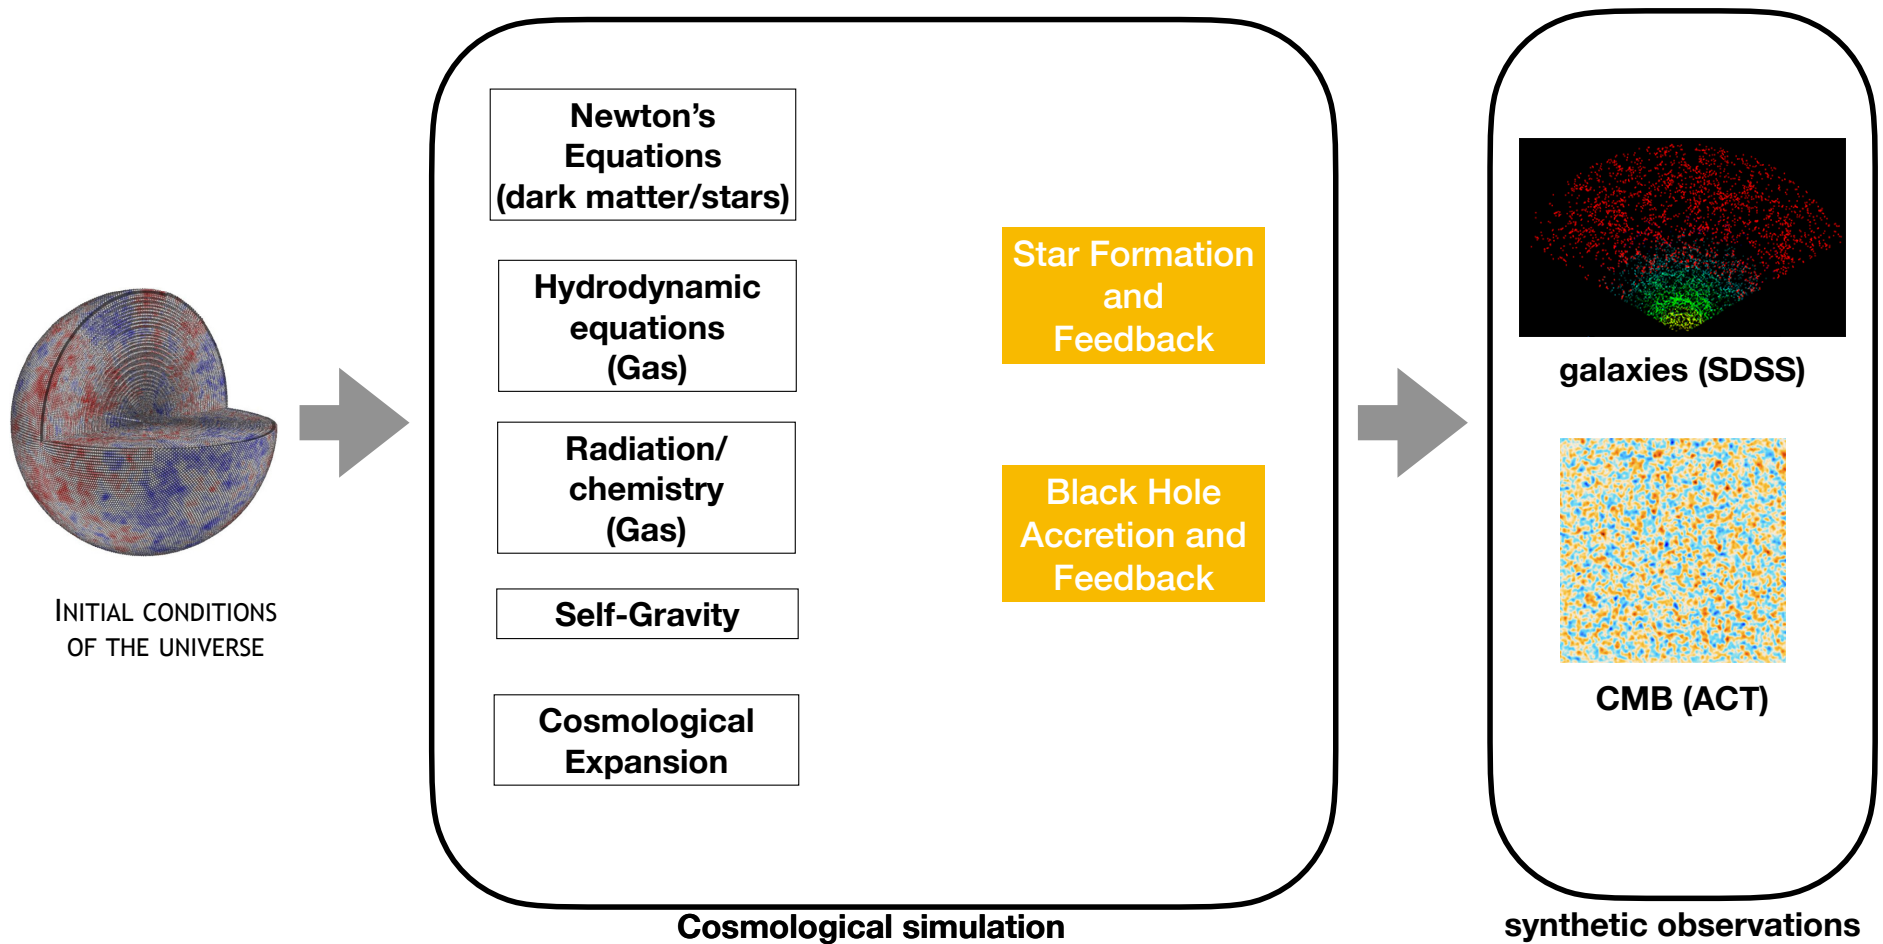 INITIAL CONDITIONS
OF THE UNIVERSE
Newton’s
Equations
(dark matter/stars)
Hydrodynamic
equations
(Gas)
Radiation/
chemistry
(Gas)
Self-Gravity
Cosmological
Expansion
Star Formation
and
Feedback
Black Hole
Accretion and
Feedback
Cosmological simulation
galaxies (SDSS)
CMB (ACT)
synthetic observations